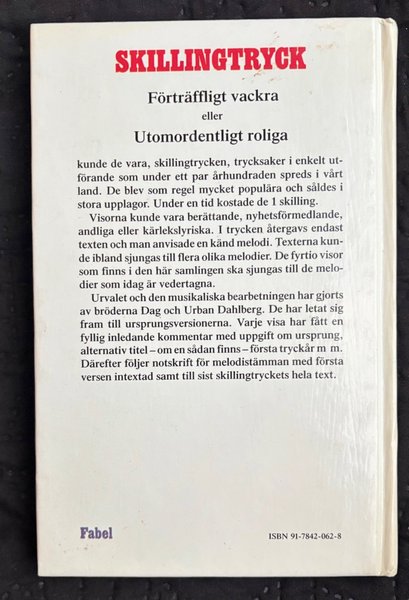 SKILLINGTRYCK
Förträffligt vackra
eller
Utomordentligt roliga
kunde de vara, skillingtrycken, trycksaker i enkelt ut-
förande som under ett par århundraden spreds i vårt
land. De blev som regel mycket populära och såldes i
stora upplagor. Under en tid kostade de 1 skilling.
Visorna kunde vara berättande, nyhetsförmedlande,
andliga eller kärlekslyriska. I trycken återgavs endast
texten och man anvisade en känd melodi. Texterna kun-
de ibland sjungas till flera olika melodier. De fyrtio visor
som finns i den här samlingen ska sjungas till de melo-
dier som idag är vedertagna.
Urvalet och den musikaliska bearbetningen har gjorts
av bröderna Dag och Urban Dahlberg. De har letat sig
fram till ursprungsversionerna. Varje visa har fått en
fyllig inledande kommentar med uppgift om ursprung,
alternativ titel – om en sådan finns – första tryckår m m.
Därefter följer notskrift för melodistämman med första
versen intextad samt till sist skillingtryckets hela text.
Fabel
ISBN 91-7842-062-8